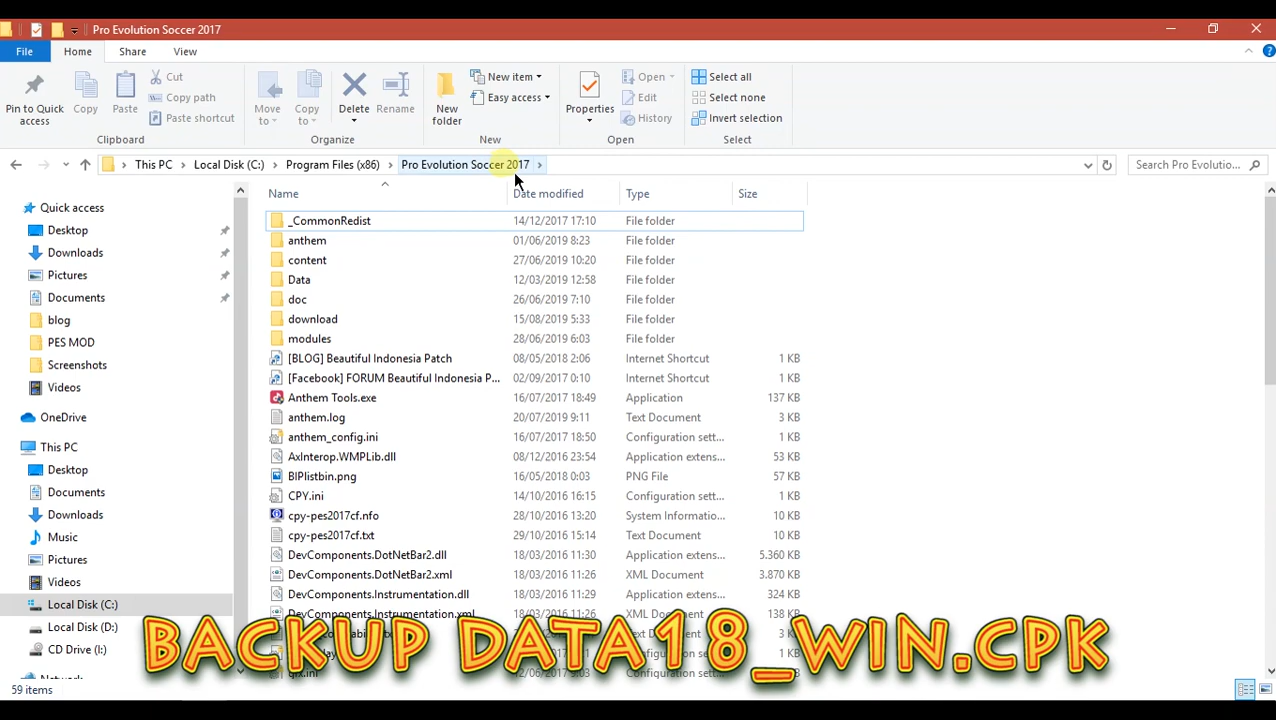 Pro Evolution Soccer 2017
File Home Share View
Pin to Quick access
Copy
Paste
Cut
Copy path
Paste shortcut
Clipboard
Move to
Copy to
Delete
Rename
Organize
New folder
New item
Easy access
New
Properties
Open
Edit
History
Open
Select all
Select none
Invert selection
Select
This PC Local Disk (C:) Program Files (x86) Pro Evolution Soccer 2017
Search Pro Evolutio...
Quick access
Desktop
Downloads
Pictures
Documents
blog
PES MOD
Screenshots
Videos
OneDrive
This PC
Desktop
Documents
Downloads
Music
Pictures
Videos
Local Disk (C:)
Local Disk (D:)
CD Drive (I:)
Name Date modified Type Size
_CommonRedist 14/12/2017 17:10 File folder
anthem 01/06/2019 8:23 File folder
content 27/06/2019 10:20 File folder
Data 12/03/2019 12:58 File folder
doc 26/06/2019 7:10 File folder
download 15/08/2019 5:33 File folder
modules 28/06/2019 6:03 File folder
[BLOG] Beautiful Indonesia Patch 08/05/2018 2:06 Internet Shortcut 1 KB
[Facebook] FORUM Beautiful Indonesia P... 02/09/2017 0:10 Internet Shortcut 1 KB
Anthem Tools.exe 16/07/2017 18:49 Application 137 KB
anthem.log 20/07/2019 9:11 Text Document 3 KB
anthem_config.ini 16/07/2017 18:50 Configuration sett... 1 KB
AxInterop.WMPLib.dll 08/12/2016 23:54 Application extens... 53 KB
BIPlistbin.png 16/05/2018 0:03 PNG File 57 KB
CPY.ini 14/10/2016 16:15 Configuration sett... 1 KB
cpy-pes2017cf.nfo 28/10/2016 13:20 System Informatio... 10 KB
cpy-pes2017cf.txt 29/10/2016 15:14 Text Document 10 KB
DevComponents.DotNetBar2.dll 18/03/2016 11:30 Application extens... 5.360 KB
DevComponents.DotNetBar2.xml 18/03/2016 11:26 XML Document 3.870 KB
DevComponents.Instrumentation.dll 18/03/2016 11:29 Application extens... 324 KB
DevComponents.Instrumentation.xml 18/03/2016 11:26 XML Document 138 KB
BACKUP DATA18_WIN.CPK
59 items